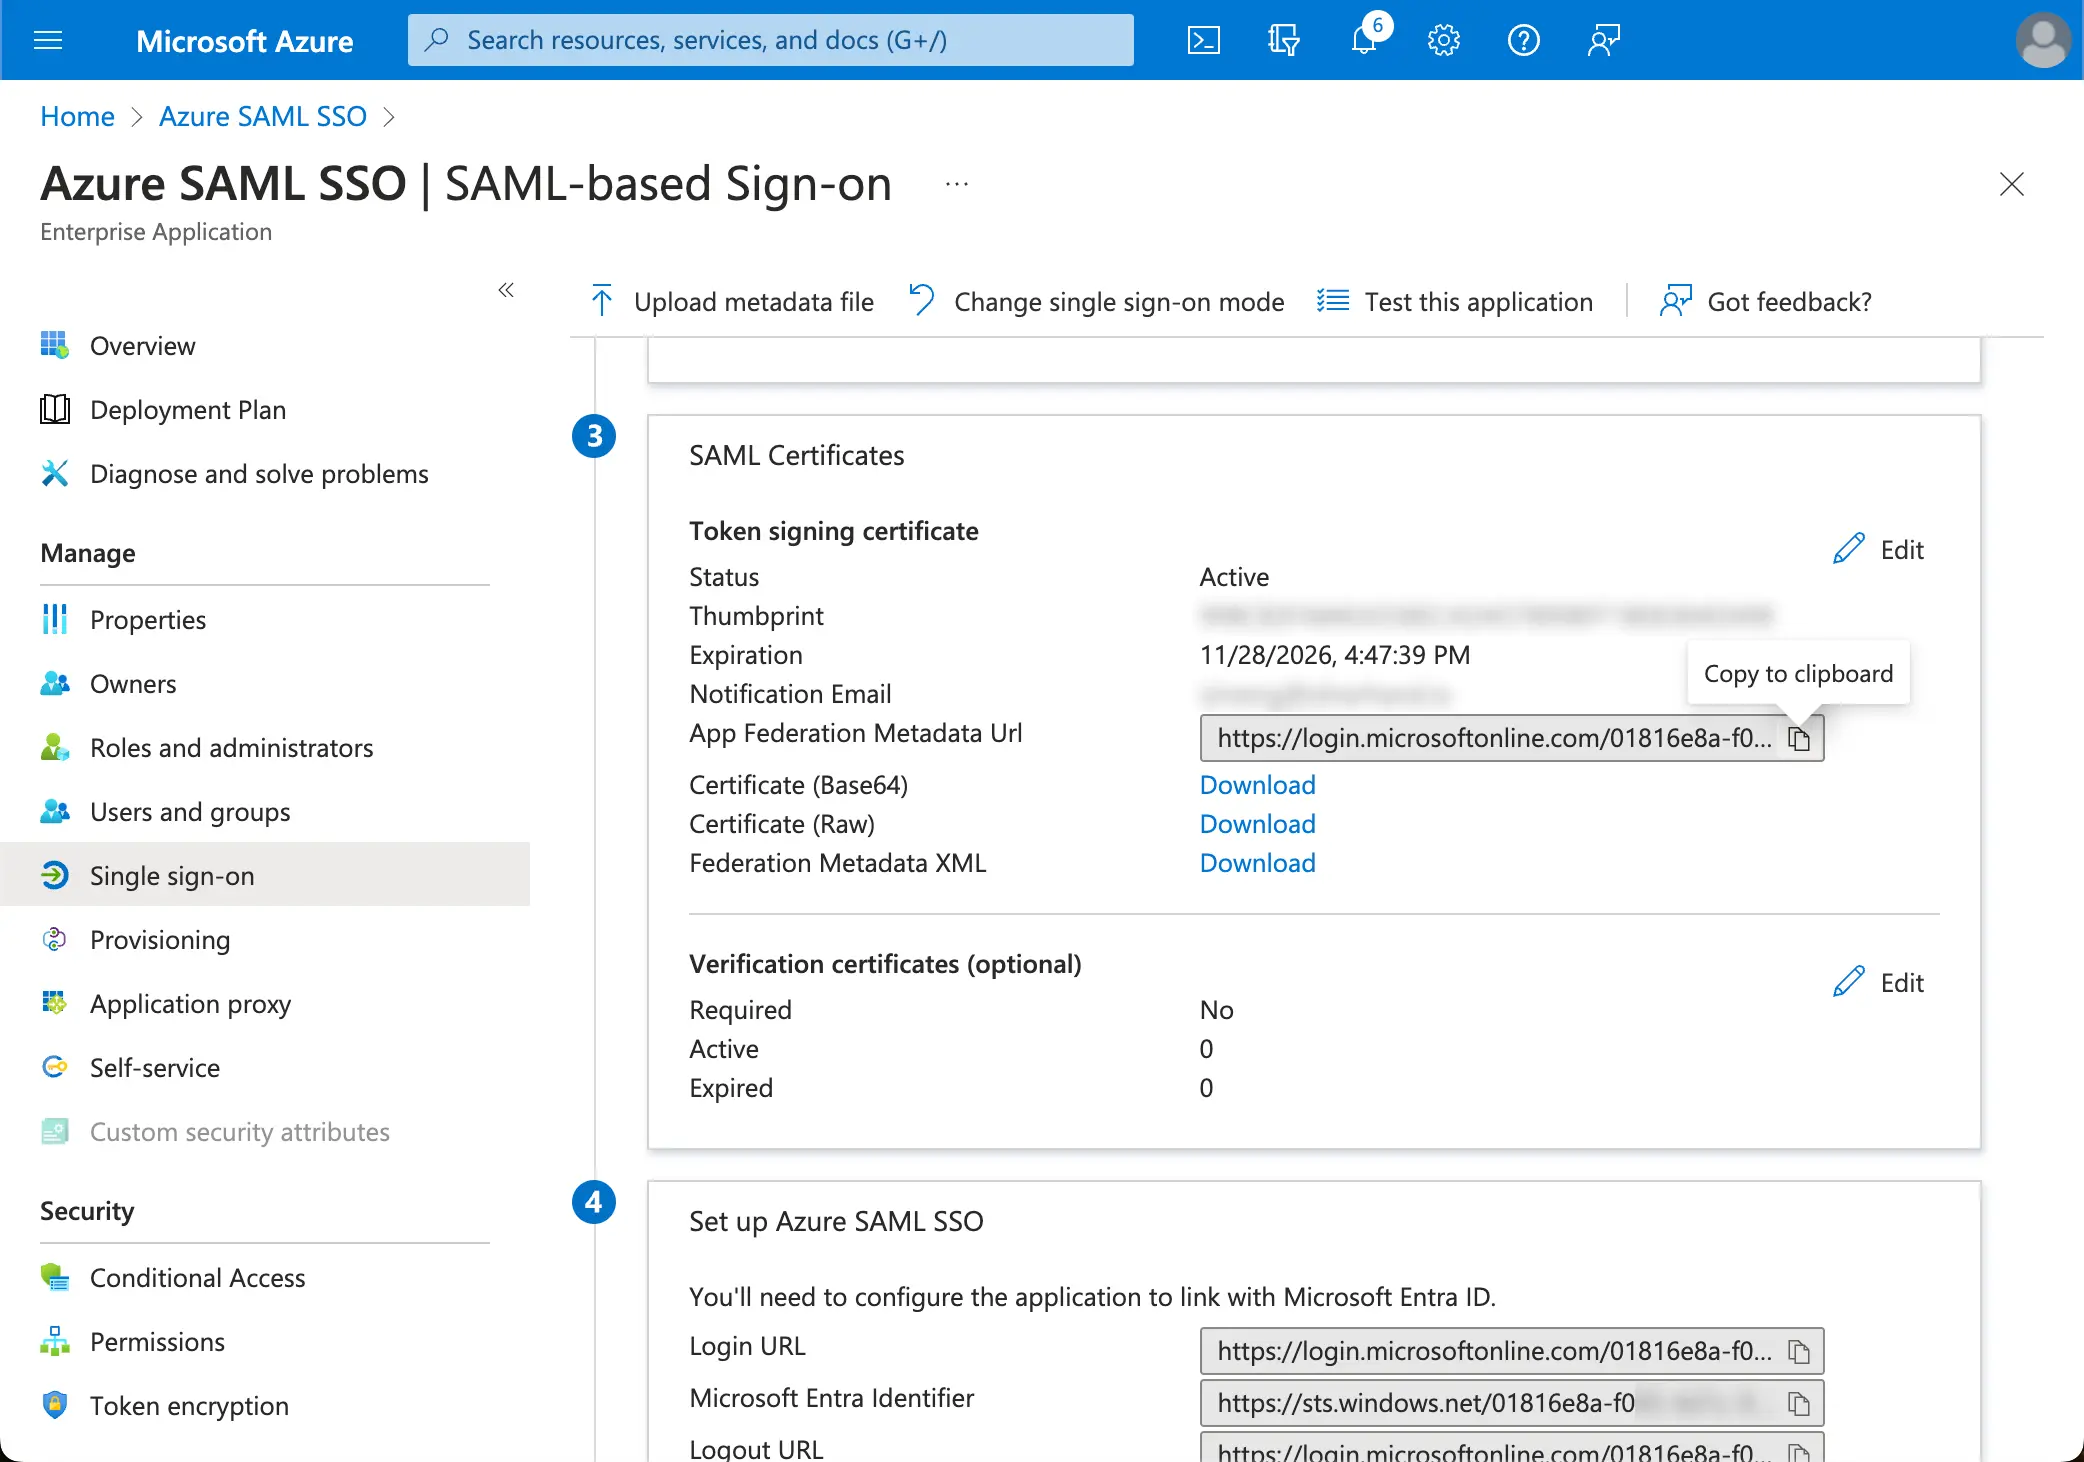 Microsoft Azure
Search resources, services, and docs (G+/)
6
Home > Azure SAML SSO >
Azure SAML SSO | SAML-based Sign-on ...
Enterprise Application
Upload metadata file
Change single sign-on mode
Test this application
Got feedback?
Overview
Deployment Plan
Diagnose and solve problems
Manage
Properties
Owners
Roles and administrators
Users and groups
Single sign-on
Provisioning
Application proxy
Self-service
Custom security attributes
Security
Conditional Access
Permissions
Token encryption
3
SAML Certificates
Token signing certificate
Edit
Status Active
Thumbprint
Expiration 11/28/2026, 4:47:39 PM
Copy to clipboard
Notification Email
App Federation Metadata Url https://login.microsoftonline.com/01816e8a-f0...
Certificate (Base64) Download
Certificate (Raw) Download
Federation Metadata XML Download
Verification certificates (optional)
Edit
Required No
Active 0
Expired 0
4
Set up Azure SAML SSO
You'll need to configure the application to link with Microsoft Entra ID.
Login URL https://login.microsoftonline.com/01816e8a-f0...
Microsoft Entra Identifier https://sts.windows.net/01816e8a-f0
Logout URL https://login.microsoftonline.com/01816e8a-f0...